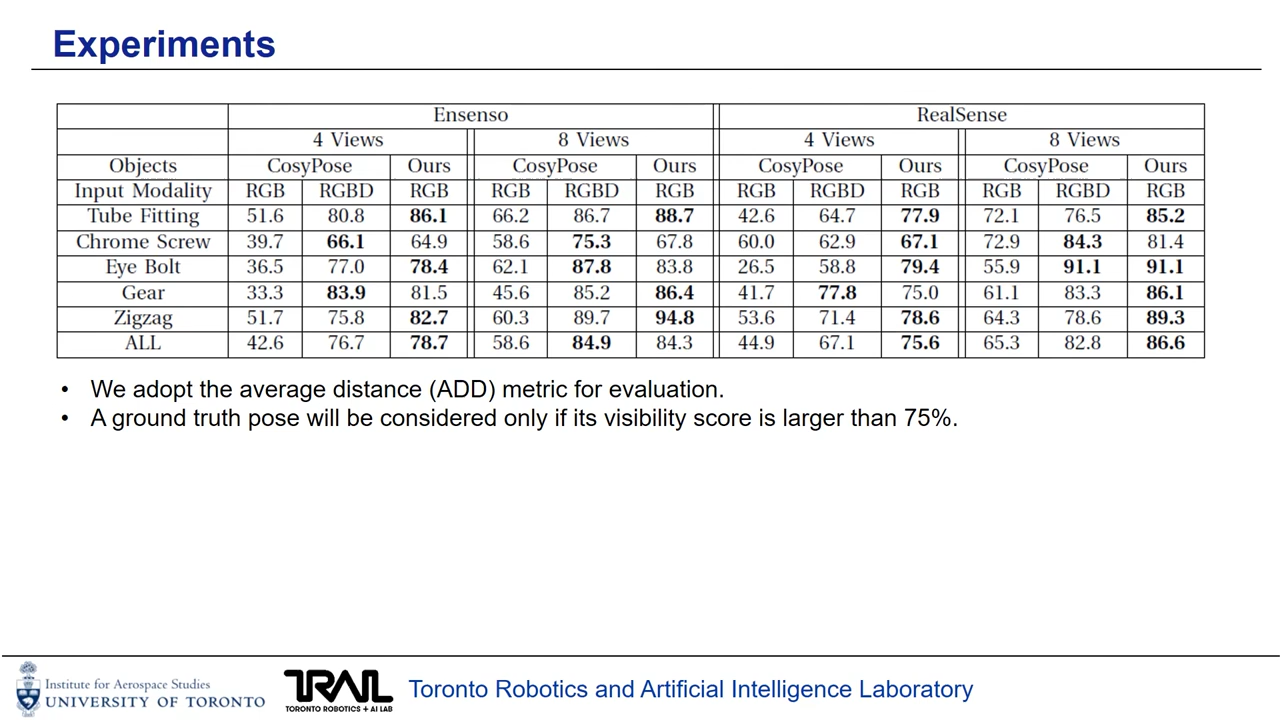 Experiments
Ensenso RealSense
4 Views 8 Views 4 Views 8 Views
Objects CosyPose Ours CosyPose Ours CosyPose Ours CosyPose Ours
Input Modality RGB RGBD RGB RGB RGBD RGB RGB RGBD RGB RGB RGBD RGB
Tube Fitting 51.6 80.8 86.1 66.2 86.7 88.7 42.6 64.7 77.9 72.1 76.5 85.2
Chrome Screw 39.7 66.1 64.9 58.6 75.3 67.8 60.0 62.9 67.1 72.9 84.3 81.4
Eye Bolt 36.5 77.0 78.4 62.1 87.8 83.8 26.5 58.8 79.4 55.9 91.1 91.1
Gear 33.3 83.9 81.5 45.6 85.2 86.4 41.7 77.8 75.0 61.1 83.3 86.1
Zigzag 51.7 75.8 82.7 60.3 89.7 94.8 53.6 71.4 78.6 64.3 78.6 89.3
ALL 42.6 76.7 78.7 58.6 84.9 84.3 44.9 67.1 75.6 65.3 82.8 86.6
• We adopt the average distance (ADD) metric for evaluation.
• A ground truth pose will be considered only if its visibility score is larger than 75%.
Institute for Aerospace Studies
UNIVERSITY OF TORONTO
TRAIL
TORONTO ROBOTICS + AI LAB
Toronto Robotics and Artificial Intelligence Laboratory